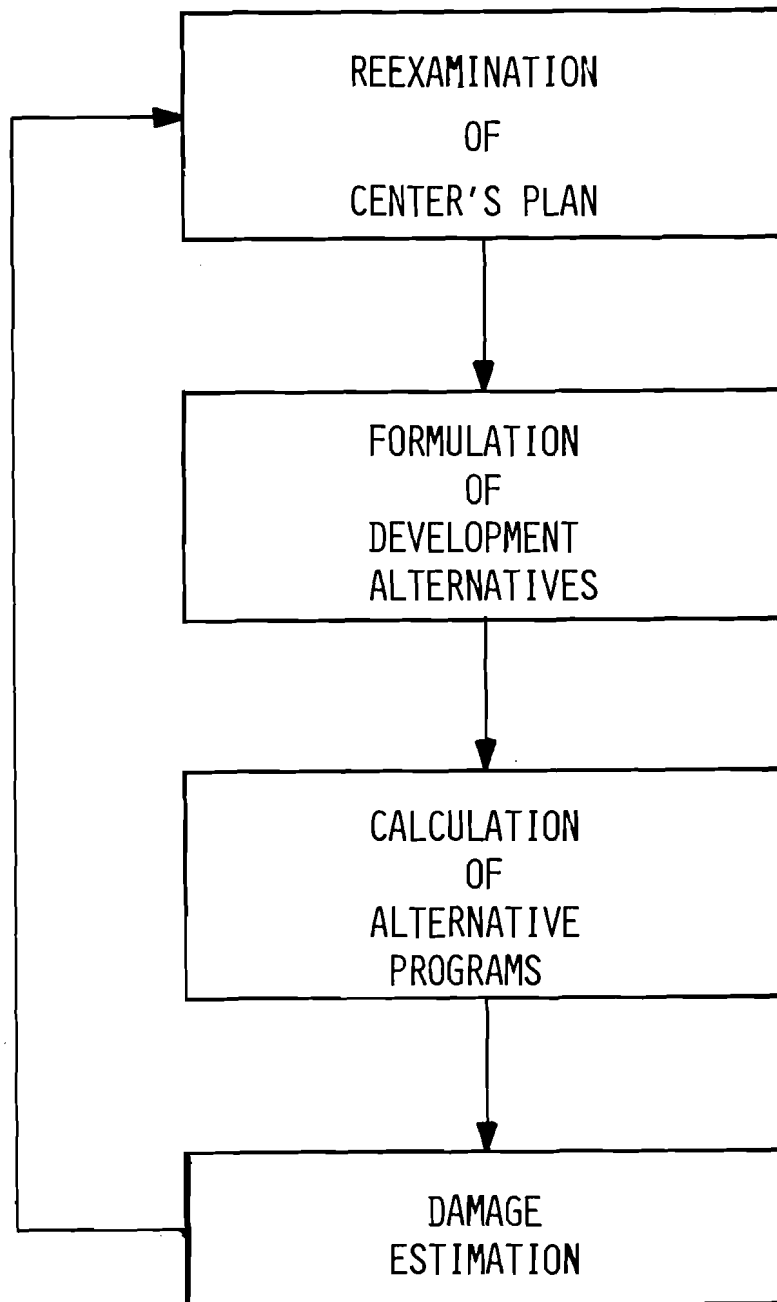 REEXAMINATION
OF
CENTER'S PLAN
FORMULATION
OF
DEVELOPMENT
ALTERNATIVES
CALCULATION
OF
ALTERNATIVE
PROGRAMS
DAMAGE
ESTIMATION